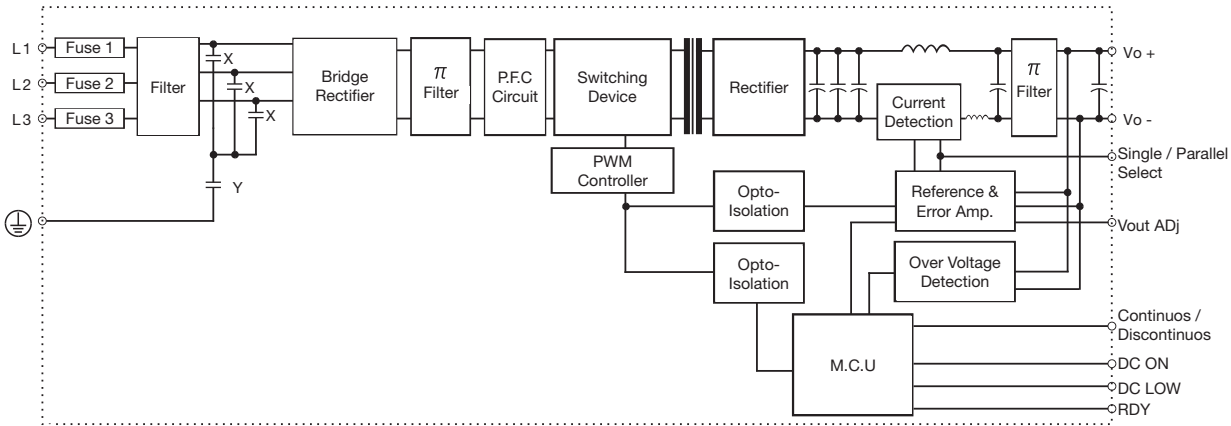 L1
Fuse 1
L2
Fuse 2
L3
Fuse 3
Filter
X
X
X
Y
Bridge
Rectifier
π
Filter
P.F.C
Circuit
Switching
Device
PWM
Controller
Rectifier
Current
Detection
π
Filter
Vo +
Vo -
Single / Parallel
Select
Opto-
Isolation
Reference &
Error Amp.
Vout ADj
Opto-
Isolation
Over Voltage
Detection
M.C.U
Continuos /
Discontinuos
DC ON
DC LOW
RDY